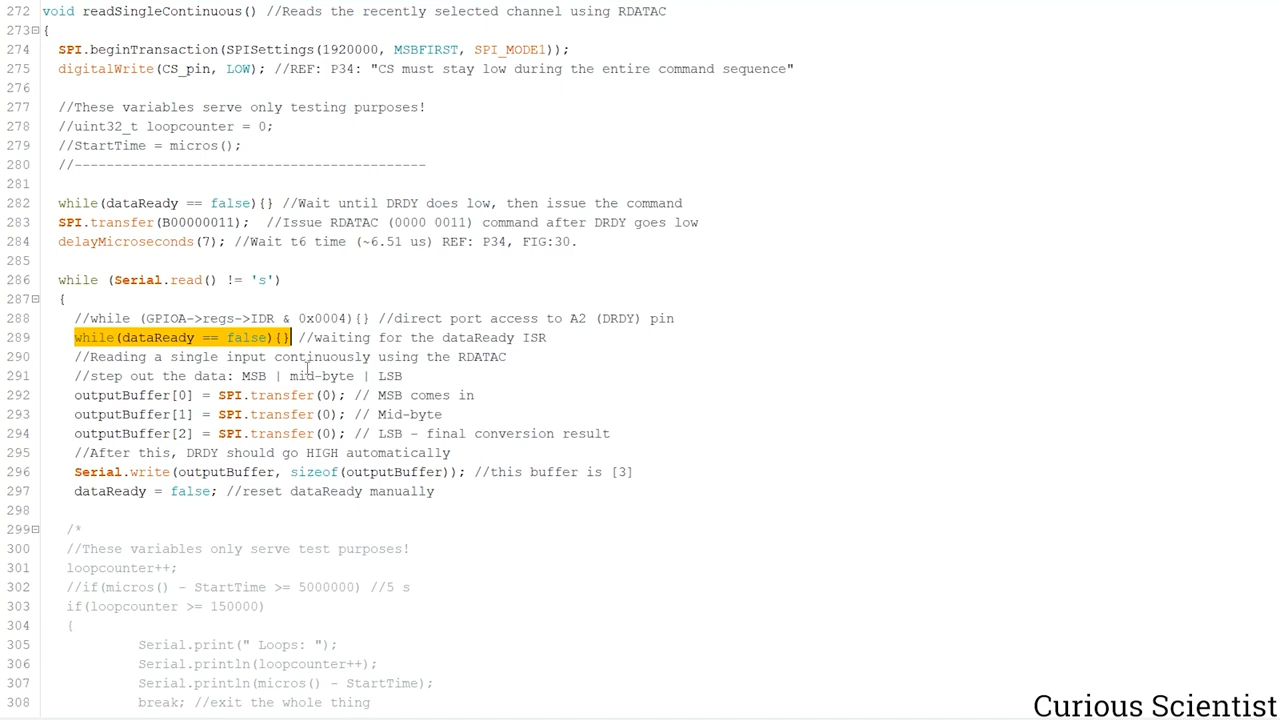 272 void readSingleContinuous() //Reads the recently selected channel using RDATAC
273 {
274 SPI.beginTransaction(SPISettings(1920000, MSBFIRST, SPI_MODE1));
275 digitalWrite(CS_pin, LOW); //REF: P34: "CS must stay low during the entire command sequence"
276
277 //These variables serve only testing purposes!
278 //uint32_t loopcounter = 0;
279 //StartTime = micros();
280 //--------------------------------------------
281
282 while(dataReady == false){} //Wait until DRDY does low, then issue the command
283 SPI.transfer(B00000011);  //Issue RDATAC (0000 0011) command after DRDY goes low
284 delayMicroseconds(7); //Wait t6 time (~6.51 us) REF: P34, FIG:30.
285
286 while (Serial.read() != 's')
287 {
288 //while (GPIOA->regs->IDR & 0x0004){} //direct port access to A2 (DRDY) pin
289 while(dataReady == false){} //waiting for the dataReady ISR
290 //Reading a single input continuously using the RDATAC
291 //step out the data: MSB | mid-byte | LSB
292 outputBuffer[0] = SPI.transfer(0); // MSB comes in
293 outputBuffer[1] = SPI.transfer(0); // Mid-byte
294 outputBuffer[2] = SPI.transfer(0); // LSB - final conversion result
295 //After this, DRDY should go HIGH automatically
296 Serial.write(outputBuffer, sizeof(outputBuffer)); //this buffer is [3]
297 dataReady = false; //reset dataReady manually
298
299 /*
300 //These variables only serve test purposes!
301 loopcounter++;
302 //if(micros() - StartTime >= 5000000) //5 s
303 if(loopcounter >= 150000)
304 {
305 Serial.print(" Loops: ");
306 Serial.println(loopcounter++);
307 Serial.println(micros() - StartTime);
308 break; //exit the whole thing
Curious Scientist